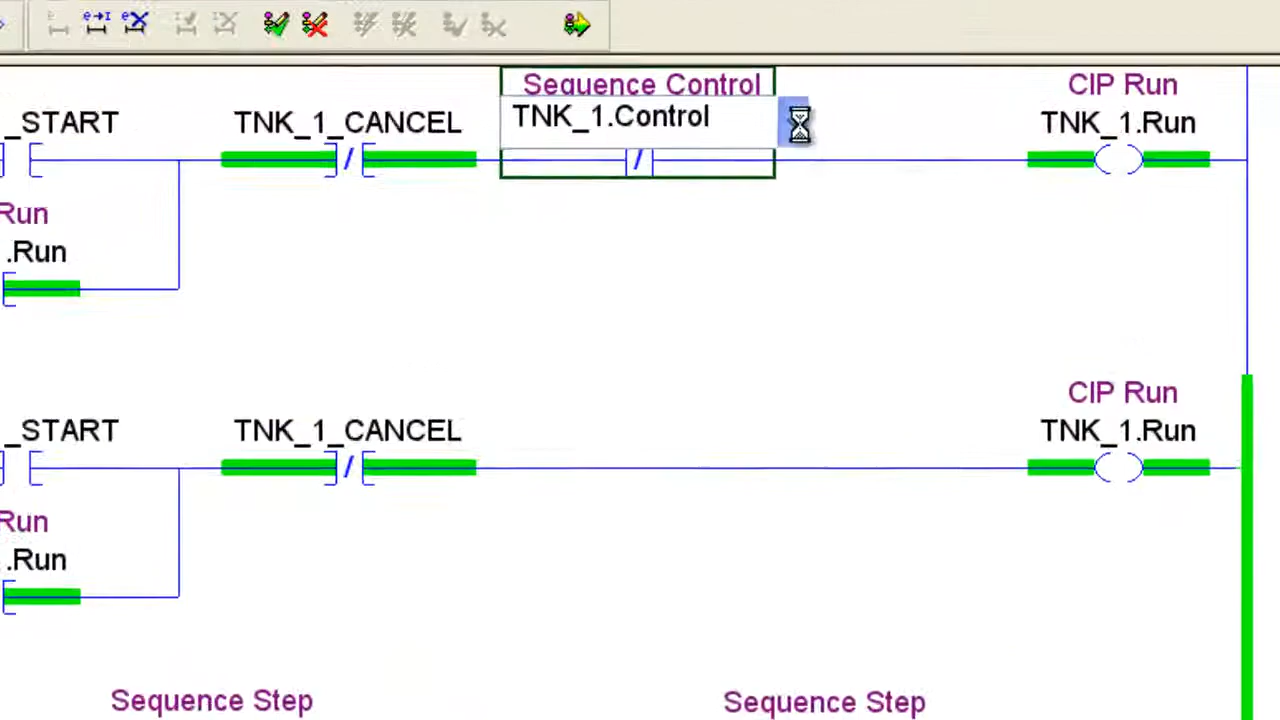 Sequence Control
CIP Run
_START
TNK_1_CANCEL
TNK_1.Control
TNK_1.Run
Run
.Run
CIP Run
_START
TNK_1_CANCEL
TNK_1.Run
Run
.Run
Sequence Step
Sequence Step